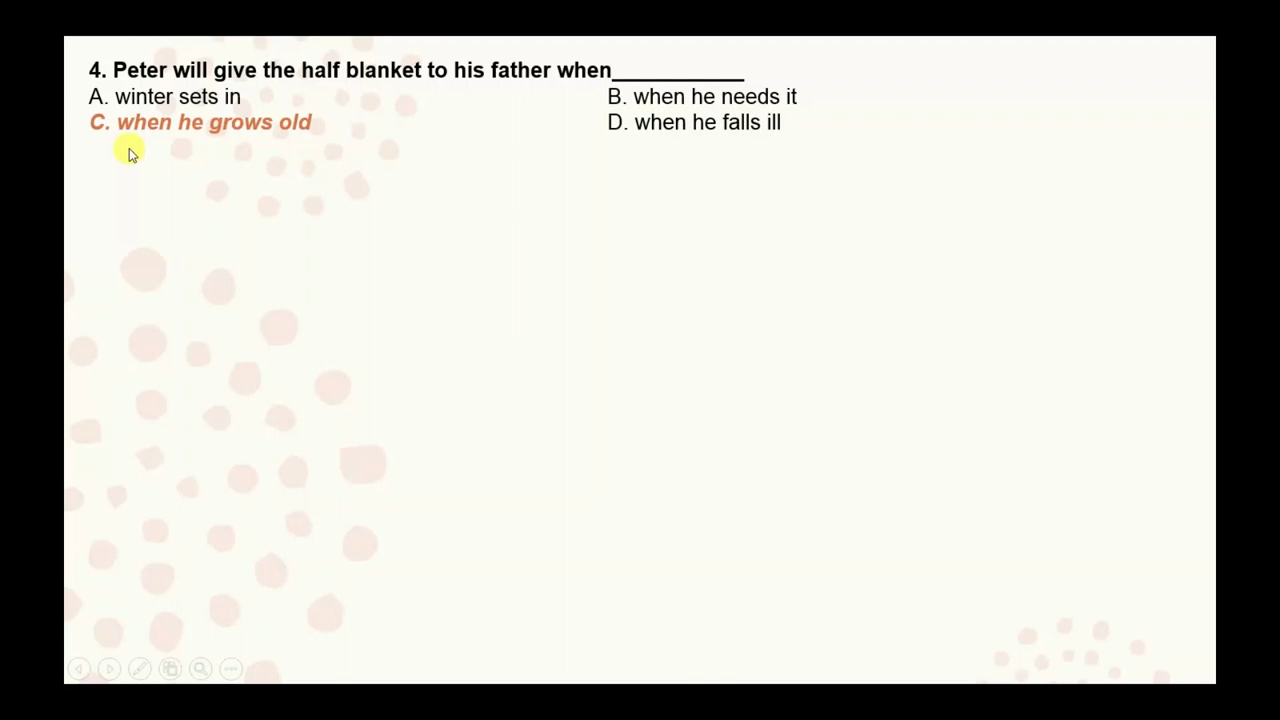 4. Peter will give the half blanket to his father when___________
A. winter sets in B. when he needs it
C. when he grows old D. when he falls ill